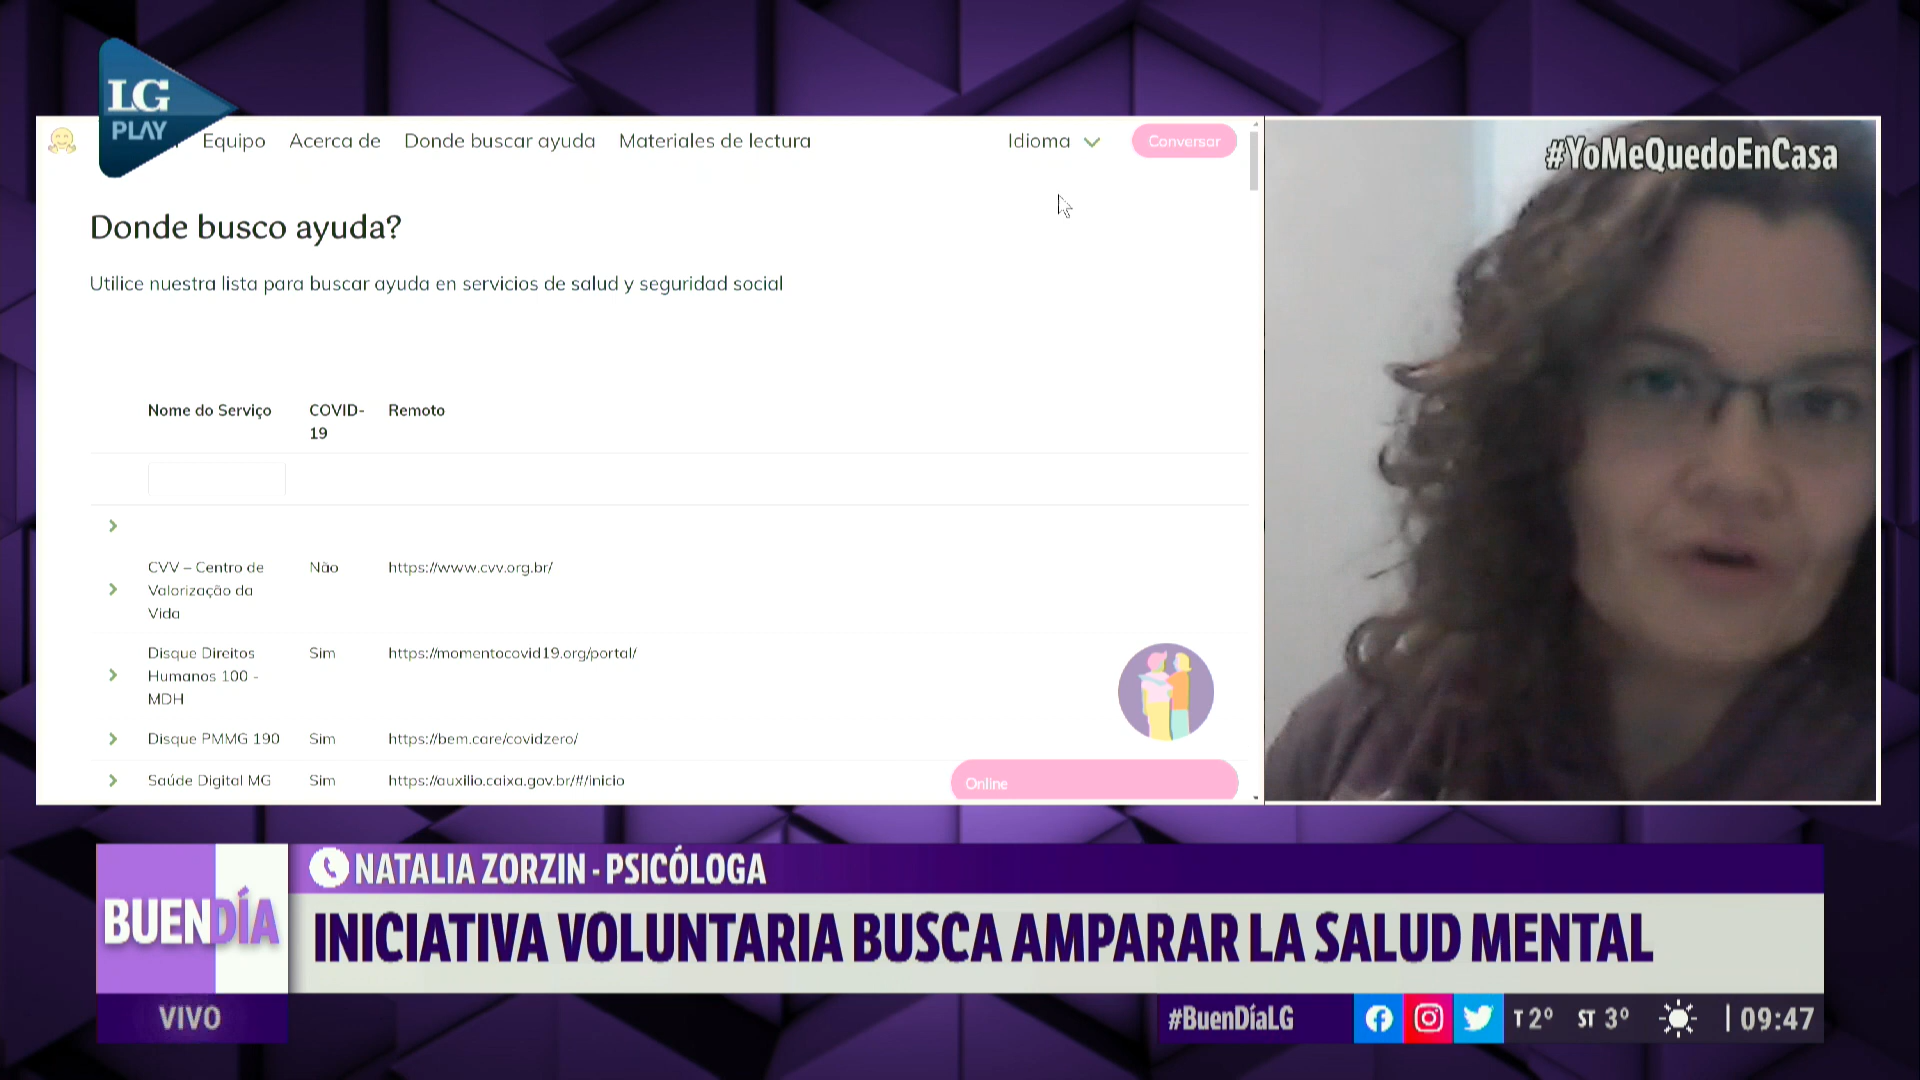 LG
PLAY
Equipo
Acerca de
Donde buscar ayuda
Materiales de lectura
Idioma
Conversar
#YoMeQuedoEnCasa
Donde busco ayuda?
Utilice nuestra lista para buscar ayuda en servicios de salud y seguridad social
Nome do Serviço
COVID-
19
Remoto
CVV – Centro de
Valorização da
Vida
Não
https://www.cvv.org.br/
Disque Direitos
Humanos 100 -
MDH
Sim
https://momentocovid19.org/portal/
Disque PMMG 190
Sim
https://bem.care/covidzero/
Saúde Digital MG
Sim
https://auxilio.caixa.gov.br/#/inicio
Online
NATALIA ZORZIN - PSICÓLOGA
BUENDÍA
INICIATIVA VOLUNTARIA BUSCA AMPARAR LA SALUD MENTAL
VIVO
#BuenDíaLG
T 2º
ST 3º
09:47